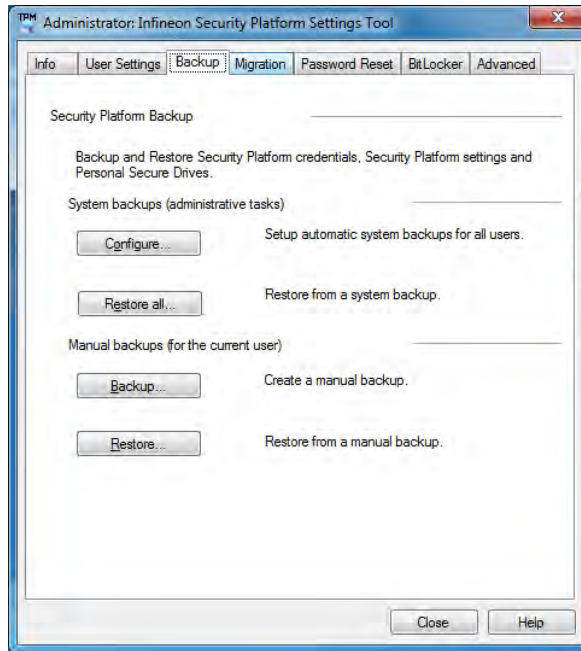 TPM Administrator: Infineon Security Platform Settings Tool
Info User Settings Backup Migration Password Reset BitLocker Advanced
Security Platform Backup
Backup and Restore Security Platform credentials, Security Platform settings and
Personal Secure Drives.
System backups (administrative tasks)
Configure... Setup automatic system backups for all users.
Restore all... Restore from a system backup.
Manual backups (for the current user)
Backup... Create a manual backup.
Restore... Restore from a manual backup.
Close Help